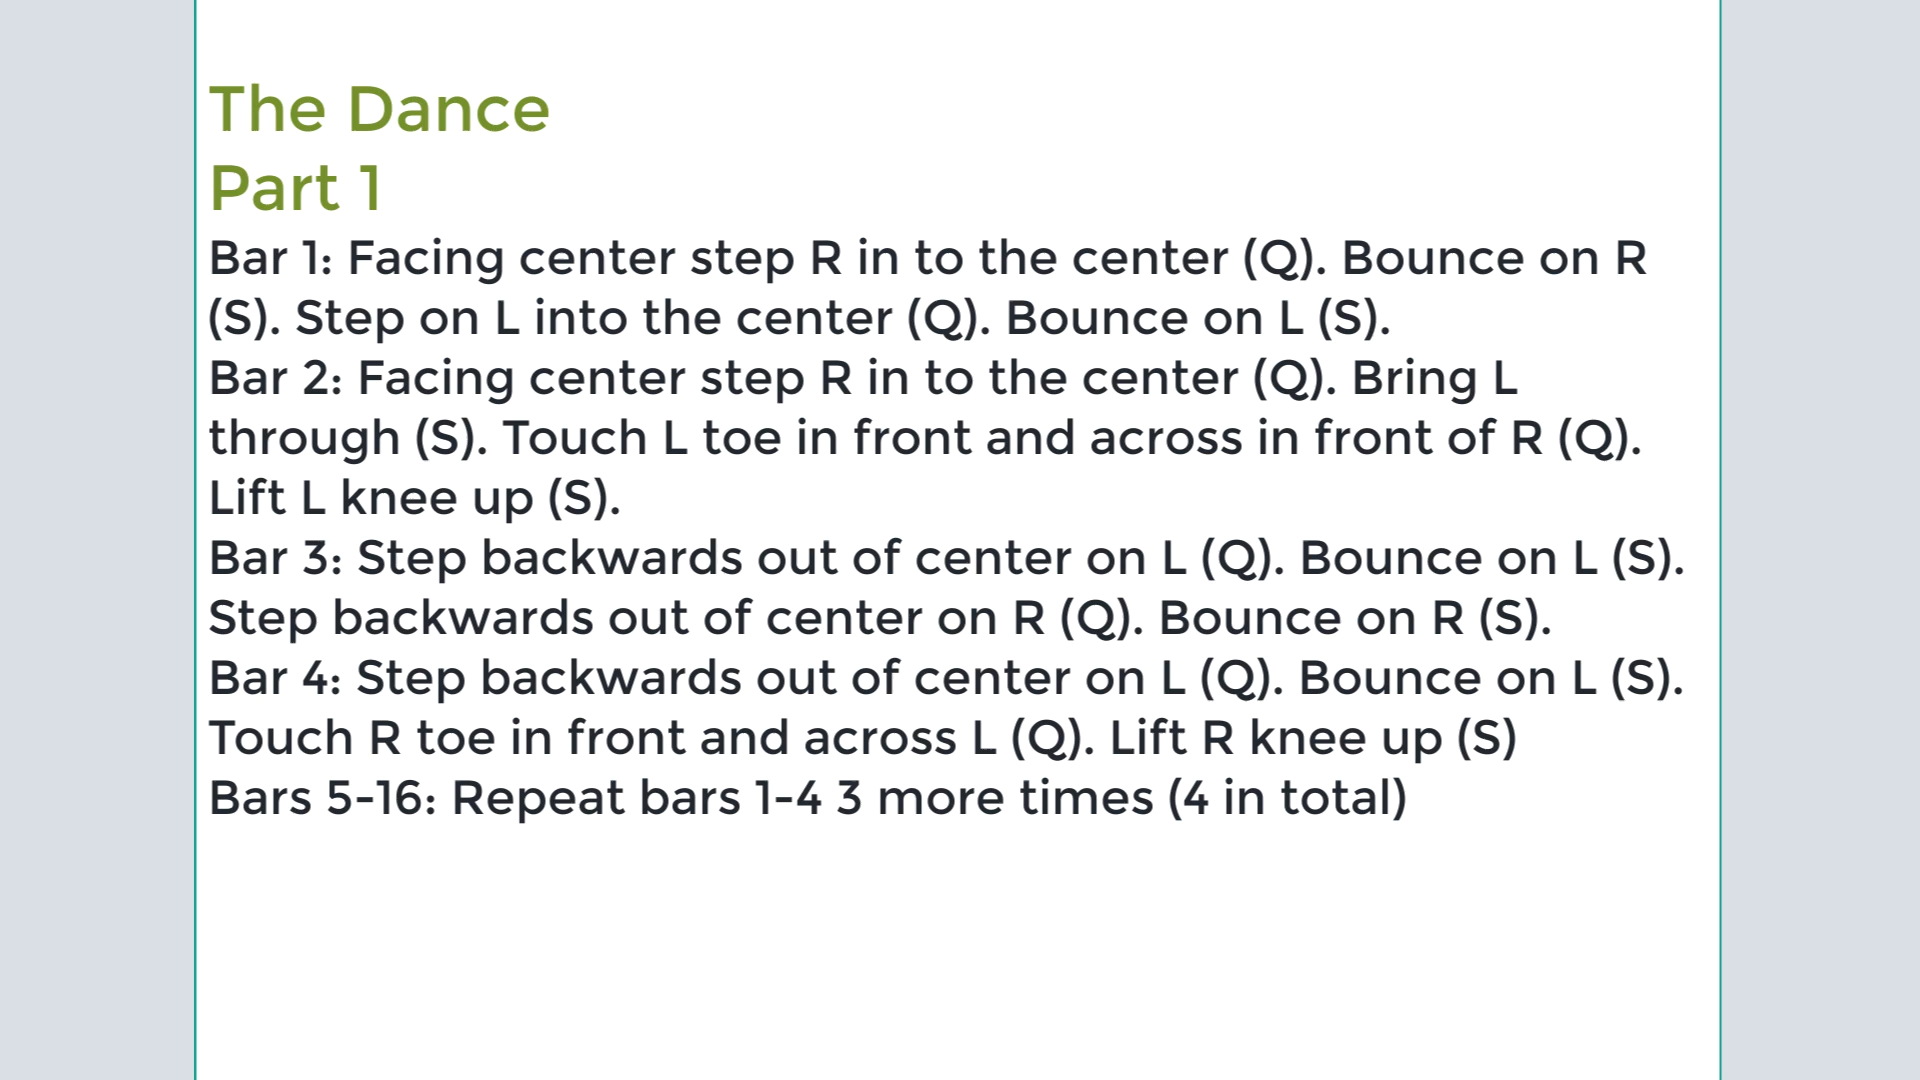 The Dance
Part 1
Bar 1: Facing center step R in to the center (Q). Bounce on R
(S). Step on L into the center (Q). Bounce on L (S).
Bar 2: Facing center step R in to the center (Q). Bring L
through (S). Touch L toe in front and across in front of R (Q).
Lift L knee up (S).
Bar 3: Step backwards out of center on L (Q). Bounce on L (S).
Step backwards out of center on R (Q). Bounce on R (S).
Bar 4: Step backwards out of center on L (Q). Bounce on L (S).
Touch R toe in front and across L (Q). Lift R knee up (S)
Bars 5-16: Repeat bars 1-4 3 more times (4 in total)